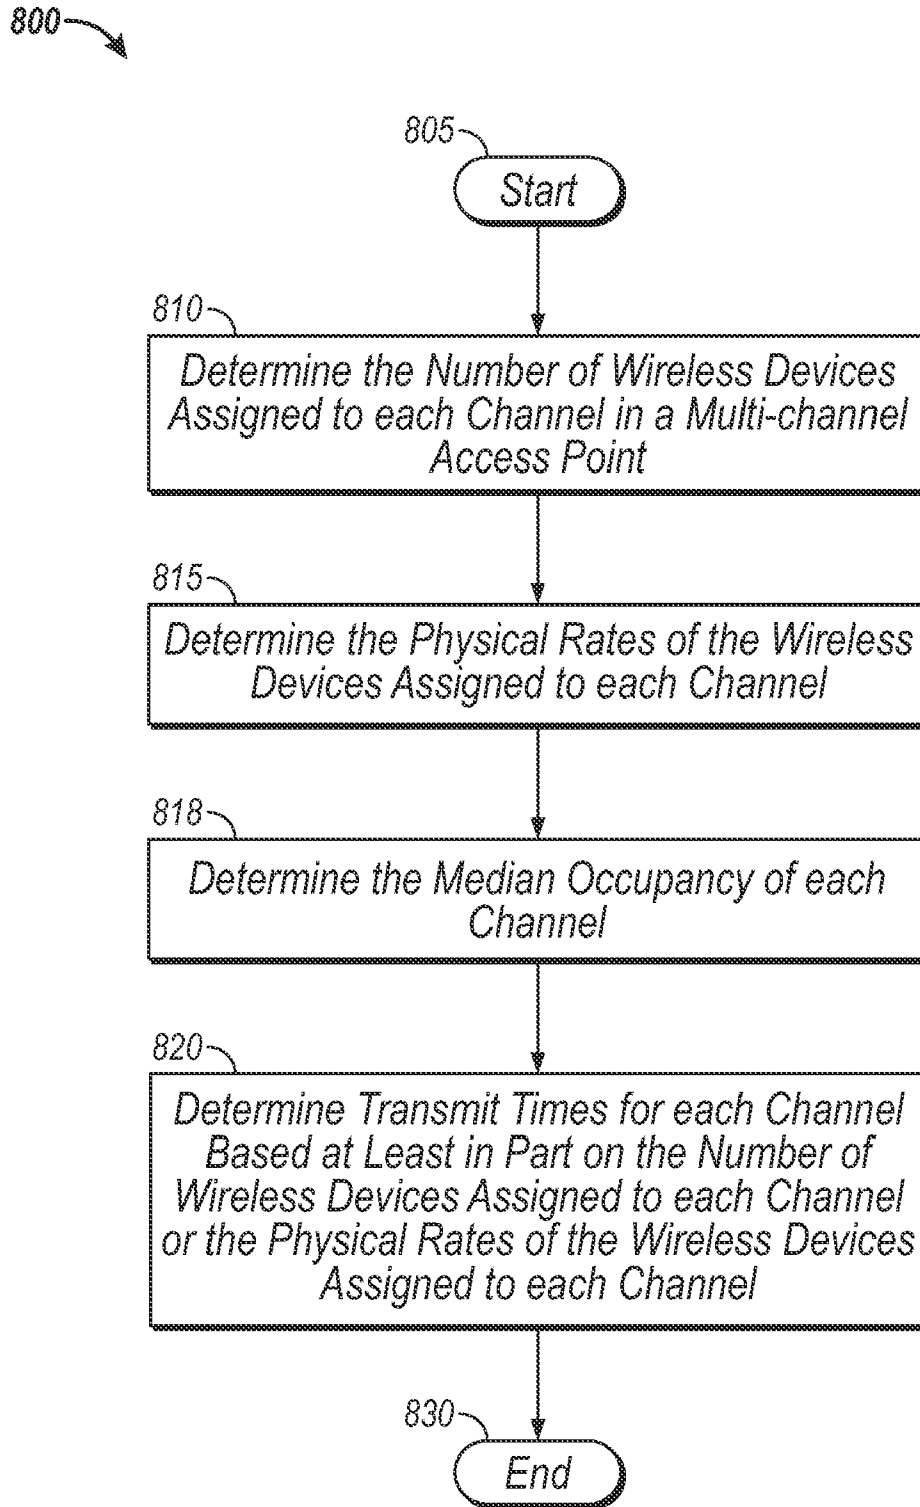 800
805
Start
810
Determine the Number of Wireless Devices
Assigned to each Channel in a Multi-channel
Access Point
815
Determine the Physical Rates of the Wireless
Devices Assigned to each Channel
818
Determine the Median Occupancy of each
Channel
820
Determine Transmit Times for each Channel
Based at Least in Part on the Number of
Wireless Devices Assigned to each Channel
or the Physical Rates of the Wireless Devices
Assigned to each Channel
830
End